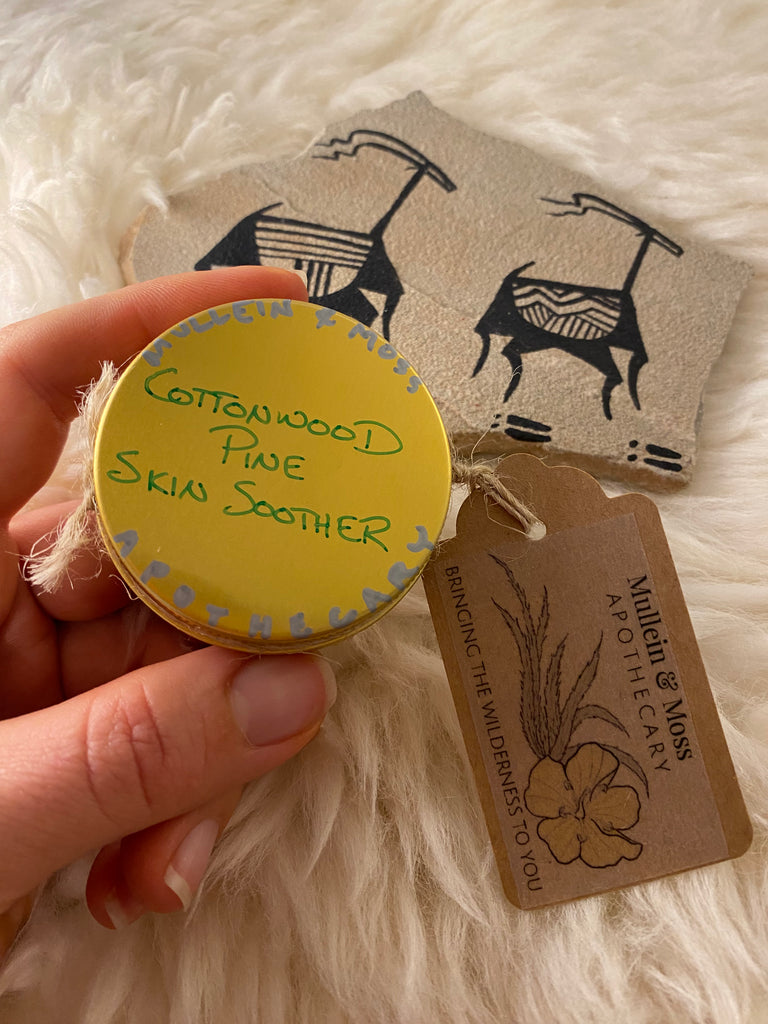 MULLEIN & MOSS
COTTONWOOD
PINE
SKIN SOOTHER
APOTHECARY
Mullein & Moss
APOTHECARY
BRINGING THE WILDERNESS TO YOU